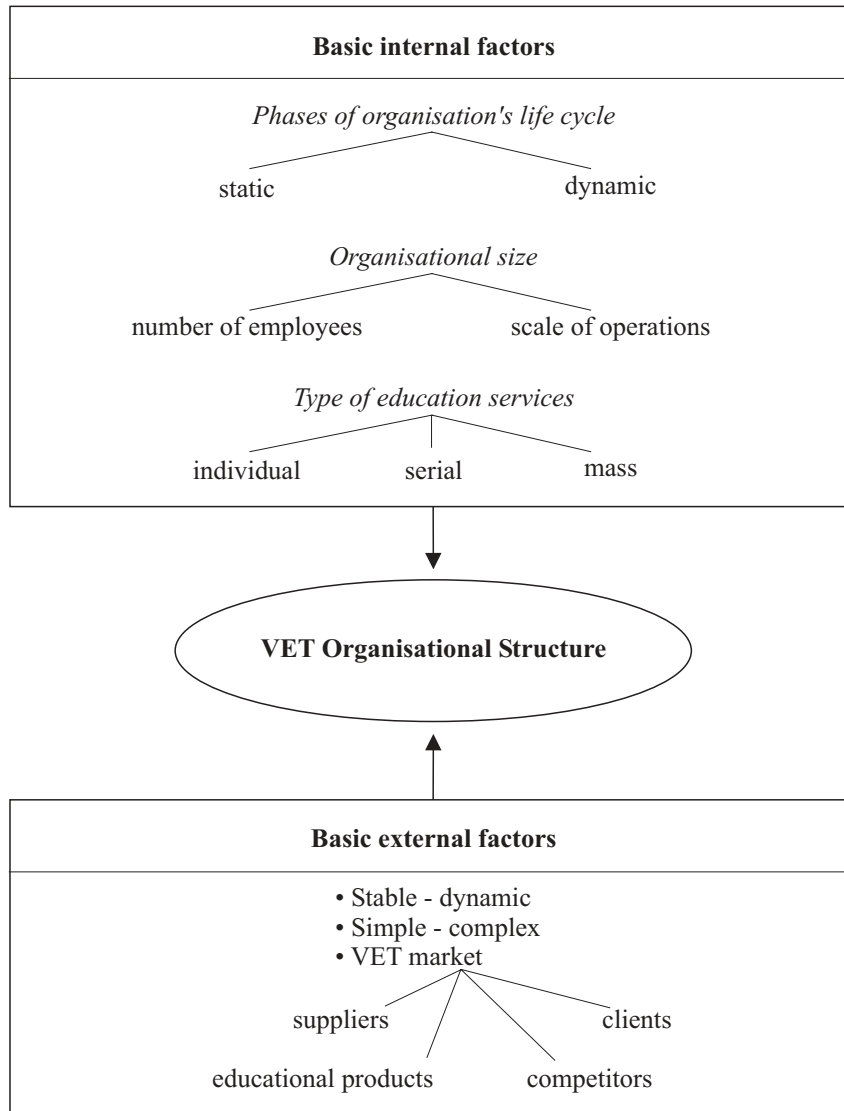 Basic internal factors
Phases of organisation's life cycle
static dynamic
Organisational size
number of employees scale of operations
Type of education services
individual serial mass
VET Organisational Structure
Basic external factors
• Stable - dynamic
• Simple - complex
• VET market
suppliers clients
educational products competitors